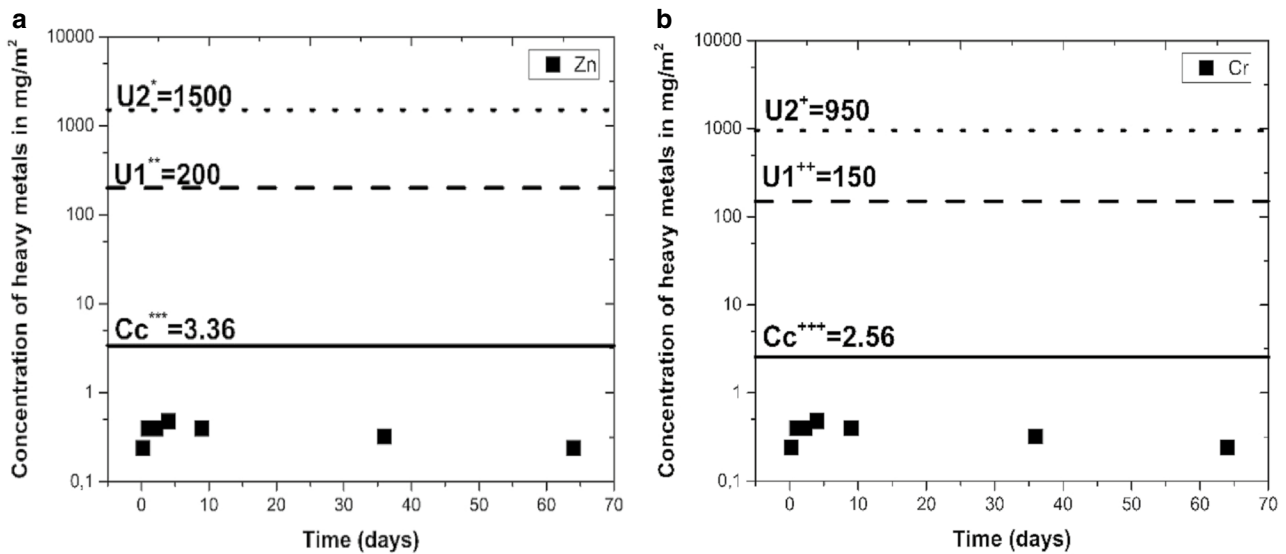 a
Concentration of heavy metals in mg/m²
10000
1000
100
10
1
0,1
U2*=1500
U1**=200
Cc***=3.36
Zn
0 10 20 30 40 50 60 70
Time (days)
b
Concentration of heavy metals in mg/m²
10000
1000
100
10
1
0,1
U2⁺=950
U1⁺⁺=150
Cc⁺⁺⁺=2.56
Cr
0 10 20 30 40 50 60 70
Time (days)